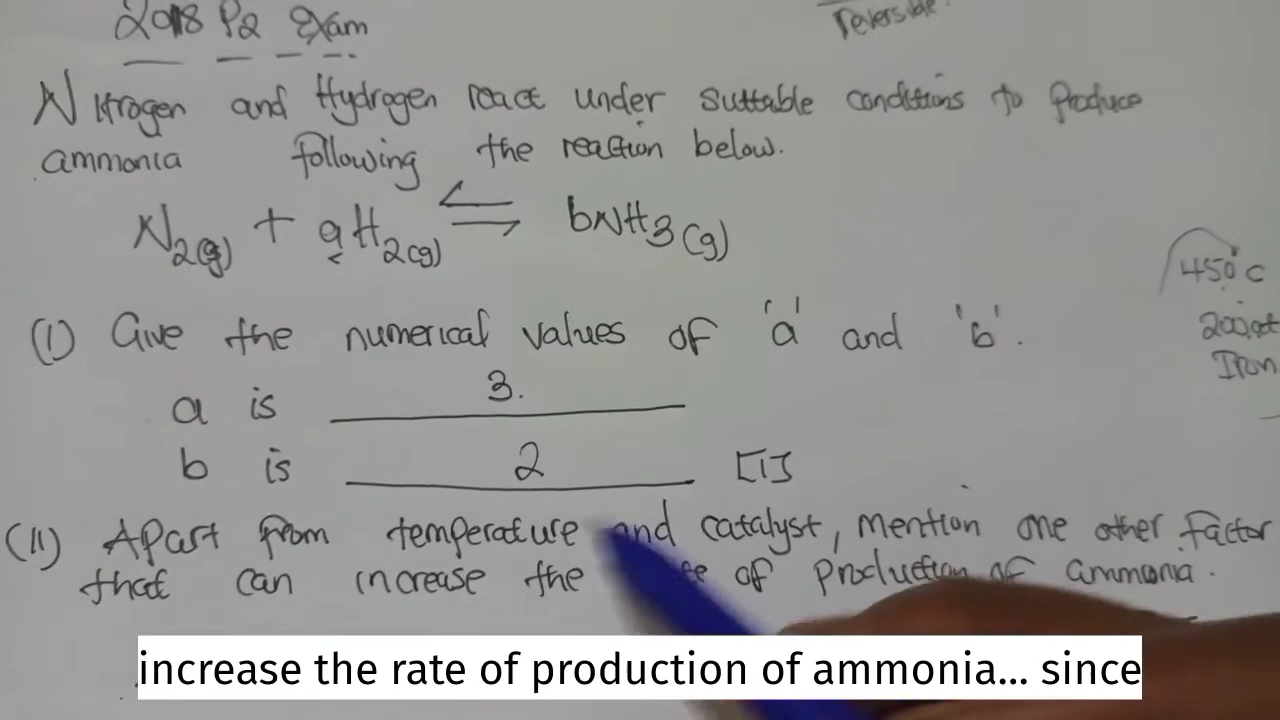 2018 P2 Exam
reversible.
Nitrogen and Hydrogen react under suitable conditions to produce
ammonia following the reaction below.
N2(g) + aH2(g) ⇌ bNH3(g)
450°c
200at
Iron
(I) Give the numerical values of 'a' and 'b'.
a is 3.
b is 2 [1]
(II) Apart from temperature and catalyst, mention one other factor
that can increase the of production of ammonia.
increase the rate of production of ammonia... since